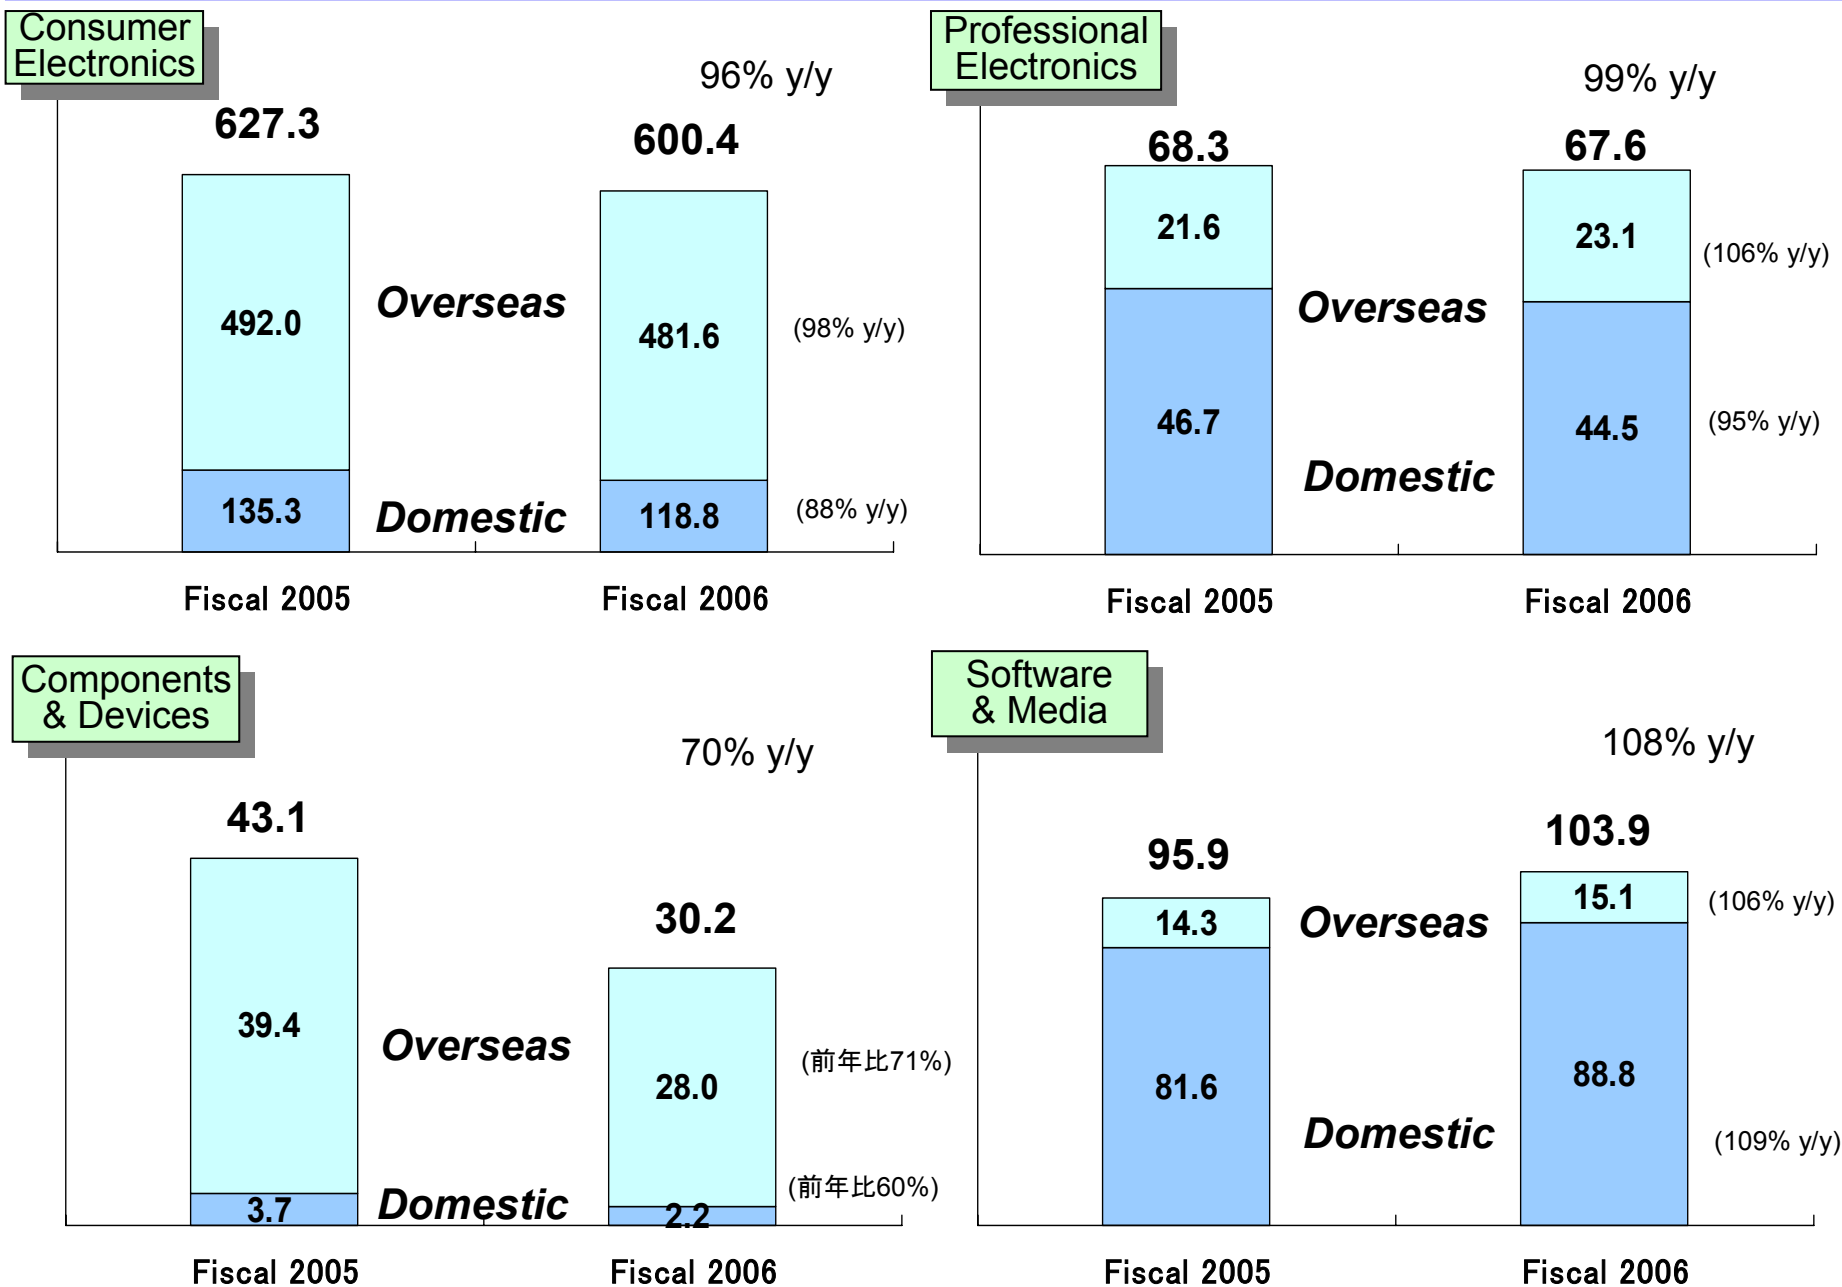 Consumer
Electronics
96% y/y
627.3
600.4
492.0
Overseas
481.6
(98% y/y)
135.3
Domestic
118.8
(88% y/y)
Fiscal 2005
Fiscal 2006
Professional
Electronics
99% y/y
68.3
67.6
21.6
23.1
(106% y/y)
Overseas
46.7
44.5
(95% y/y)
Domestic
Fiscal 2005
Fiscal 2006
Components
& Devices
70% y/y
43.1
30.2
39.4
Overseas
28.0
(前年比71%)
3.7
Domestic
2.2
(前年比60%)
Fiscal 2005
Fiscal 2006
Software
& Media
108% y/y
95.9
103.9
14.3
Overseas
15.1
(106% y/y)
81.6
88.8
Domestic
(109% y/y)
Fiscal 2005
Fiscal 2006